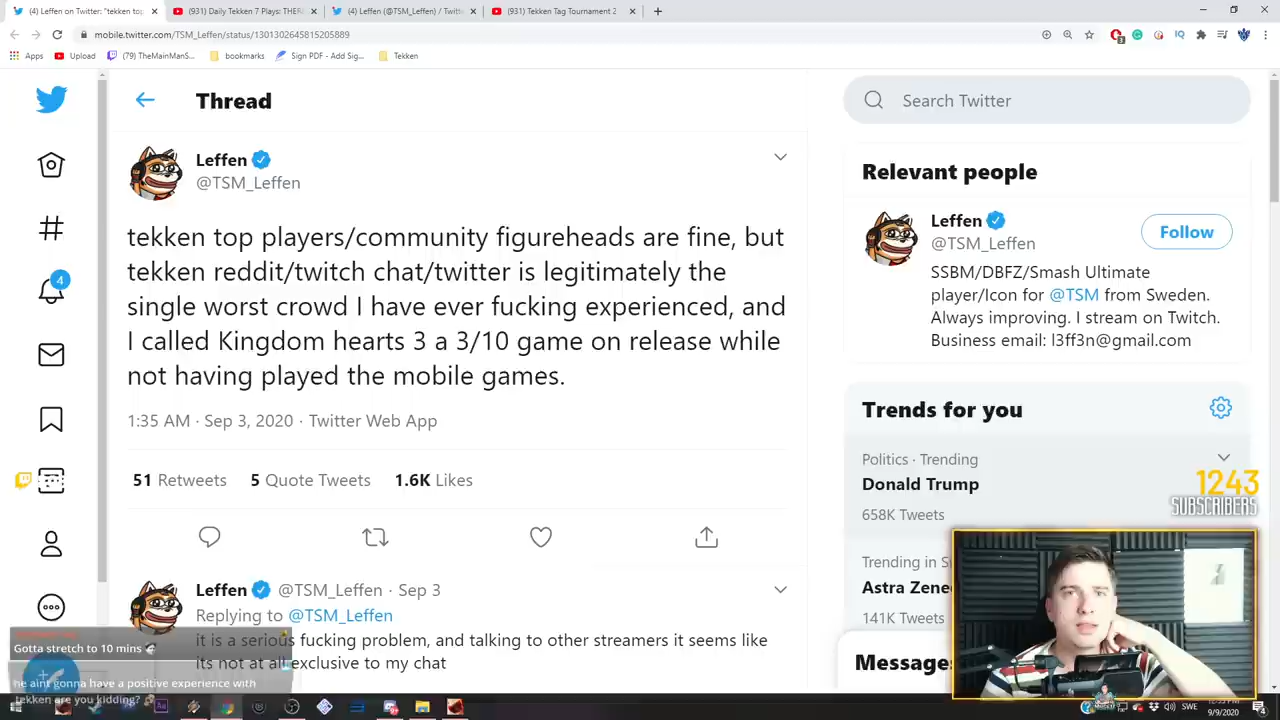 (4) Leffen on Twitter: "tekken top
(931) Daily Tekken 7 Plays: THER
(4) Leffen (@TSM_Leffen) / Twitt
(931) Tekken Tag Tournament 2
mobile.twitter.com/TSM_Leffen/status/1301302645815205889
Apps
Upload
(79) TheMainManS...
bookmarks
Sign PDF - Add Sig...
Tekken
Thread
Search Twitter
Leffen
@TSM_Leffen
tekken top players/community figureheads are fine, but
tekken reddit/twitch chat/twitter is legitimately the
single worst crowd I have ever fucking experienced, and
I called Kingdom hearts 3 a 3/10 game on release while
not having played the mobile games.
1:35 AM · Sep 3, 2020 · Twitter Web App
51 Retweets 5 Quote Tweets 1.6K Likes
Leffen @TSM_Leffen · Sep 3
Replying to @TSM_Leffen
it is a serious fucking problem, and talking to other streamers it seems like
its not at all exclusive to my chat
4
Relevant people
Leffen
@TSM_Leffen
Follow
SSBM/DBFZ/Smash Ultimate
player/Icon for @TSM from Sweden.
Always improving. I stream on Twitch.
Business email: l3ff3n@gmail.com
Trends for you
Politics · Trending
Donald Trump
658K Tweets
Trending in S
Astra Zene
141K Tweets
Messages
1243
SUBSCRIBERS
Gotta stretch to 10 mins
he aint gonna have a positive experience with
tekken are you kidding?
SWE
9/9/2020